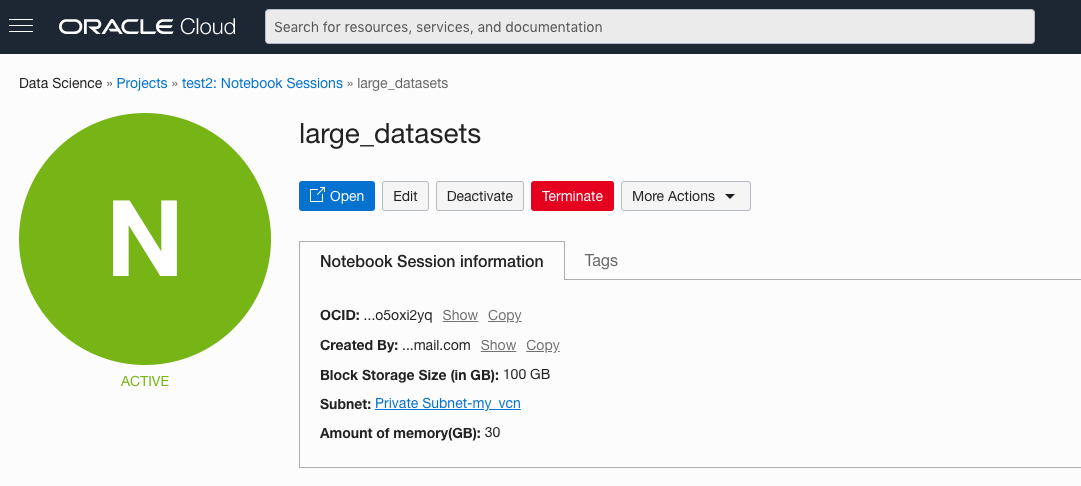 ORACLE Cloud
Search for resources, services, and documentation
Data Science » Projects » test2: Notebook Sessions » large_datasets
N
ACTIVE
large_datasets
Open Edit Deactivate Terminate More Actions
Notebook Session information Tags
OCID: ...o5oxi2yq Show Copy
Created By: ...mail.com Show Copy
Block Storage Size (in GB): 100 GB
Subnet: Private Subnet-my_vcn
Amount of memory(GB): 30